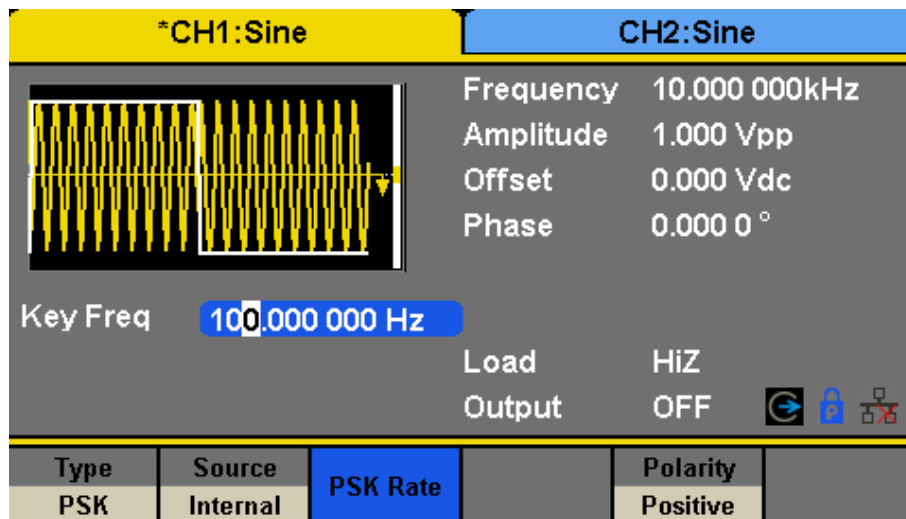 *CH1:Sine
CH2:Sine
Frequency 10.000 000kHz
Amplitude 1.000 Vpp
Offset 0.000 Vdc
Phase 0.000 0 °
Key Freq 100.000 000 Hz
Load HiZ
Output OFF
P
Type Source PSK Rate Polarity
PSK Internal Positive